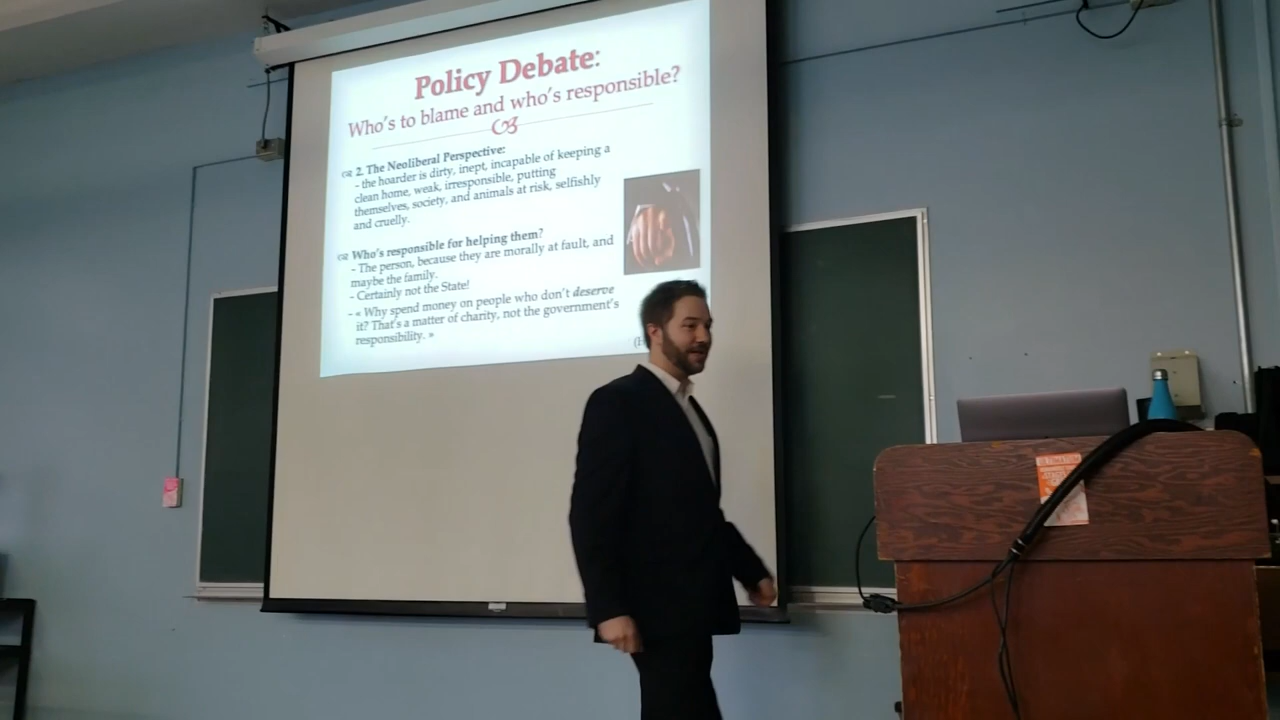 Policy Debate:
Who's to blame and who's responsible?
2. The Neoliberal Perspective:
- the hoarder is dirty, inept, incapable of keeping a
clean home, weak, irresponsible, putting
themselves, society, and animals at risk, selfishly
and cruelly.
Who's responsible for helping them?
- The person, because they are morally at fault, and
maybe the family.
- Certainly not the State!
- « Why spend money on people who don't deserve
it? That's a matter of charity, not the government's
responsibility. »